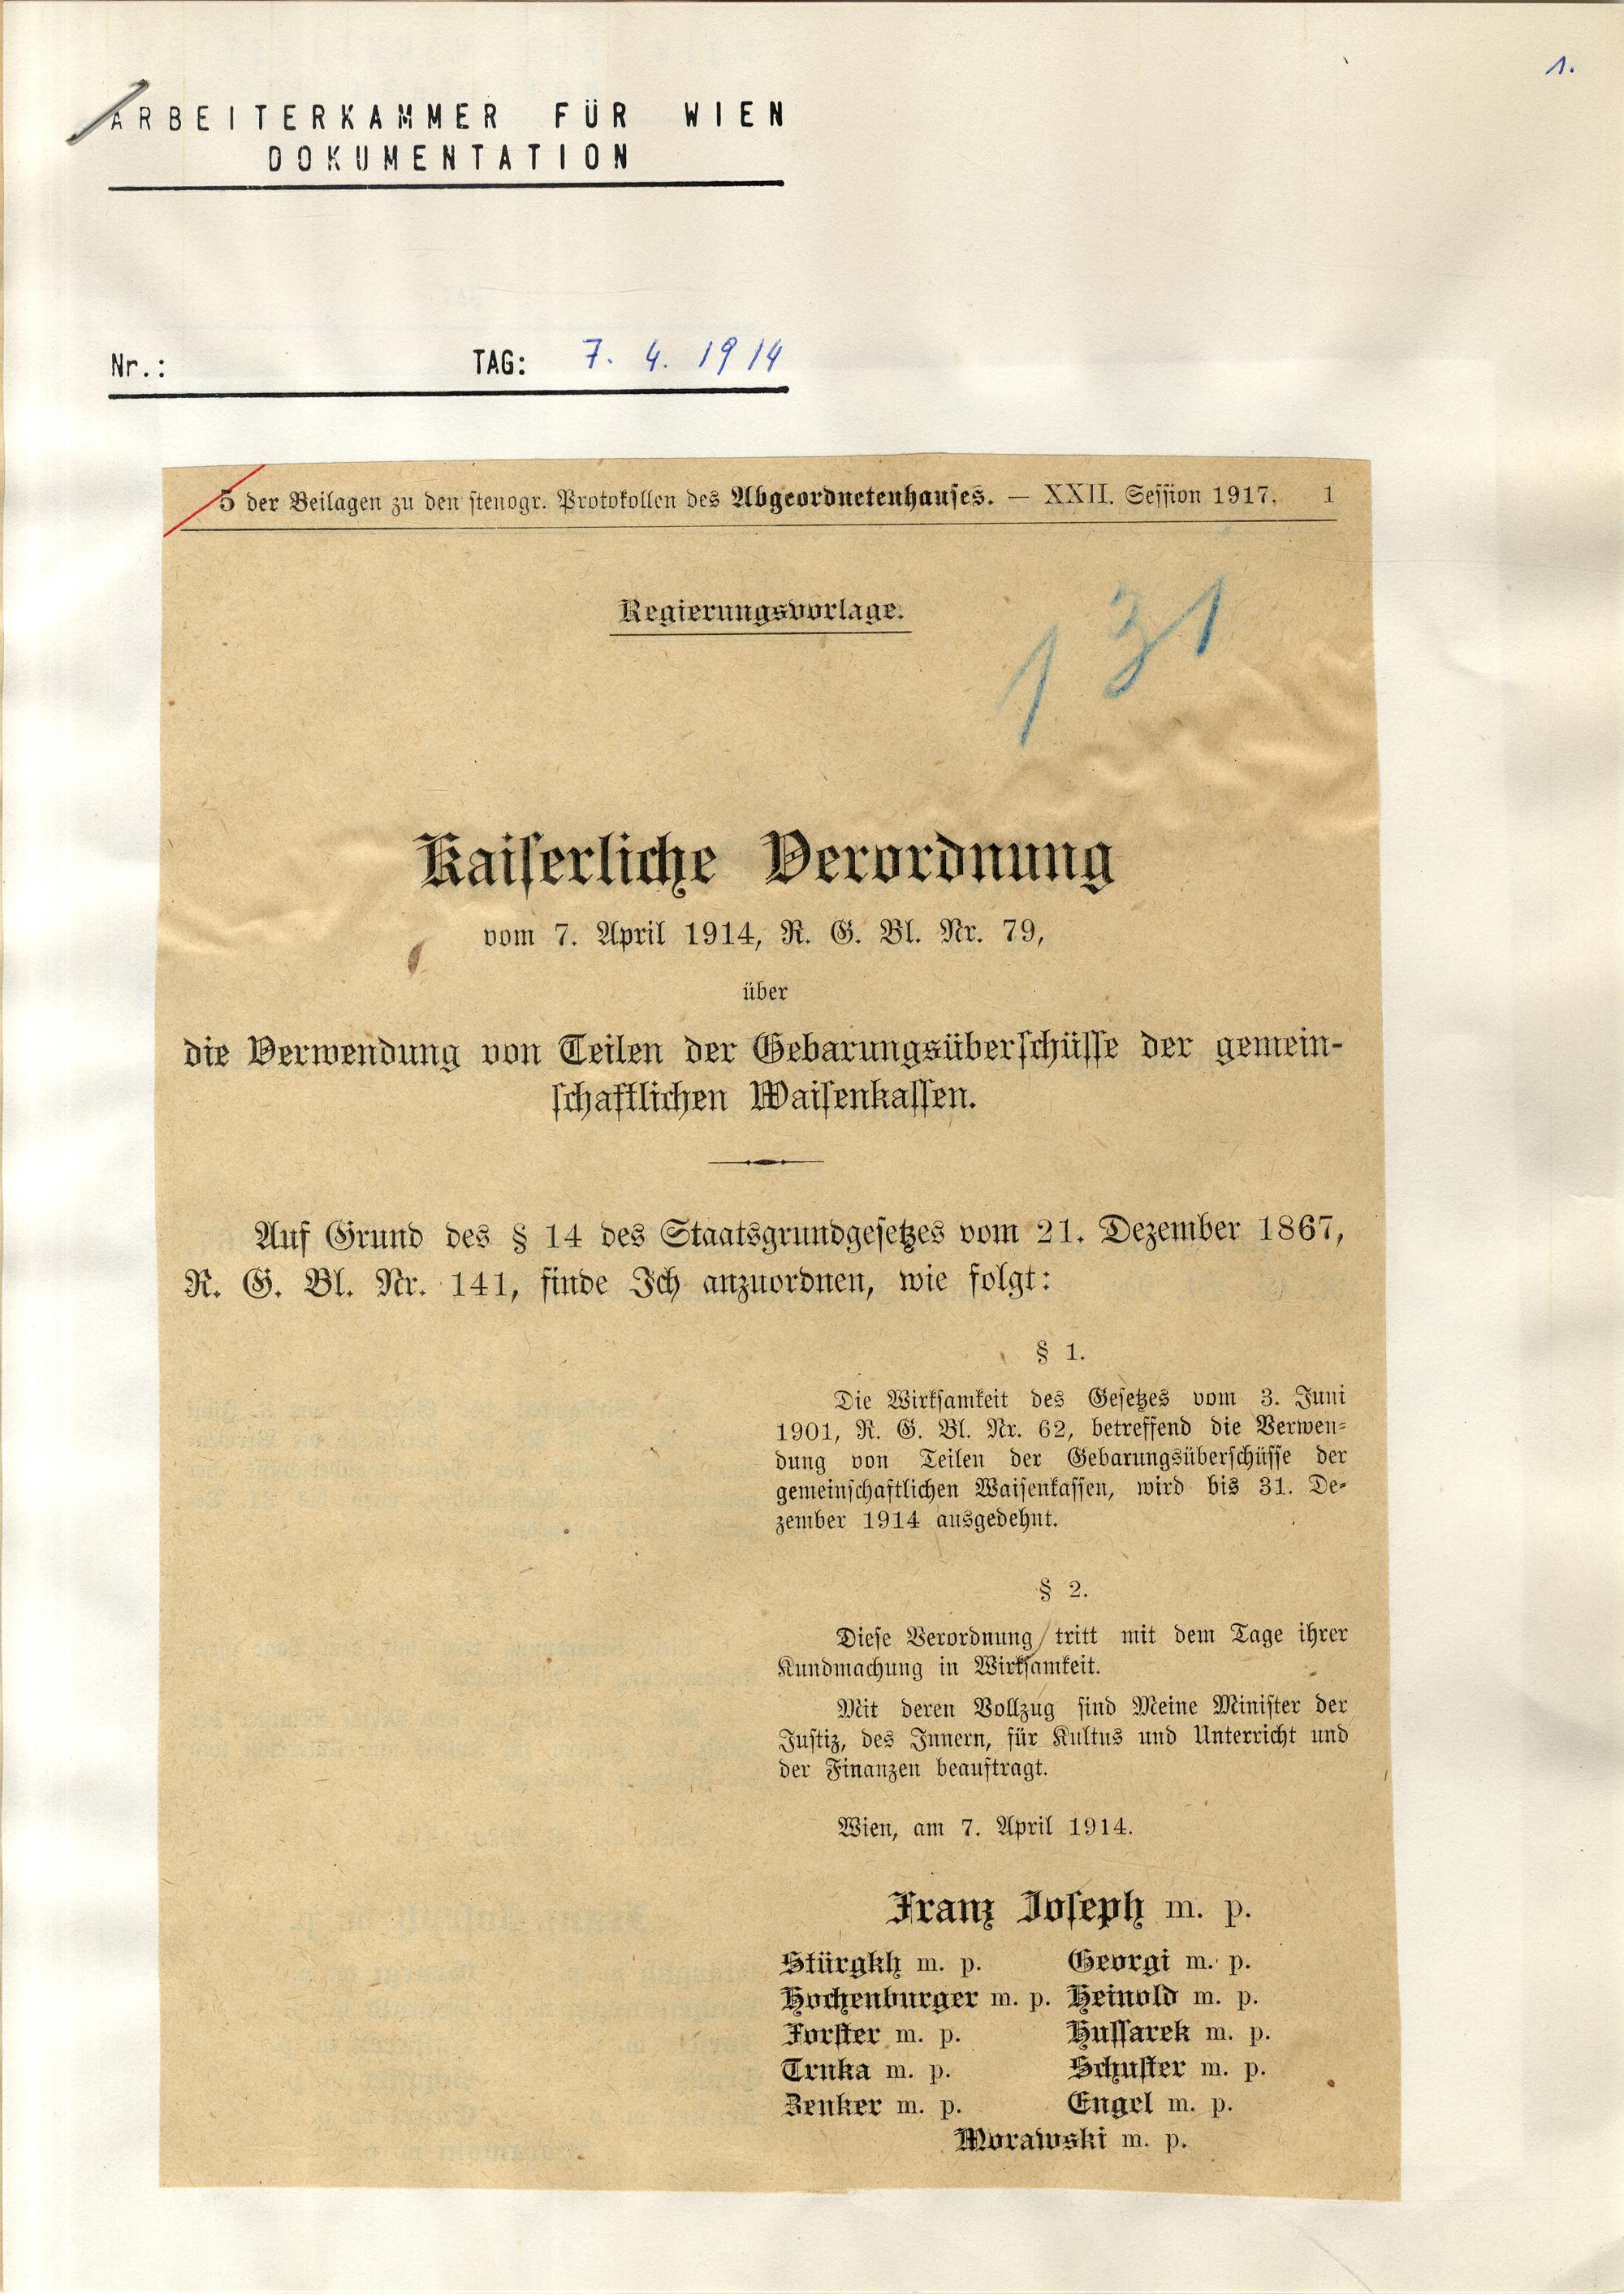 1.
ARBEITERKAMMER FÜR WIEN
DOKUMENTATION
Nr.: TAG: 7. 4. 1914
5 der Beilagen zu den stenogr. Protokollen des Abgeordnetenhauses. — XXII. Session 1917. 1
Regierungsvorlage.
131
Kaiserliche Verordnung
vom 7. April 1914, R. G. Bl. Nr. 79,
über
die Verwendung von Teilen der Gebarungsüberschüsse der gemein-
schaftlichen Waisenkassen.
Auf Grund des § 14 des Staatsgrundgesetzes vom 21. Dezember 1867,
R. G. Bl. Nr. 141, finde Ich anzuordnen, wie folgt:
§ 1.
Die Wirksamkeit des Gesetzes vom 3. Juni
1901, R. G. Bl. Nr. 62, betreffend die Verwen-
dung von Teilen der Gebarungsüberschüsse der
gemeinschaftlichen Waisenkassen, wird bis 31. De-
zember 1914 ausgedehnt.
§ 2.
Diese Verordnung tritt mit dem Tage ihrer
Kundmachung in Wirksamkeit.
Mit deren Vollzug sind Meine Minister der
Justiz, des Innern, für Kultus und Unterricht und
der Finanzen beauftragt.
Wien, am 7. April 1914.
Franz Joseph m. p.
Stürgkh m. p. Georgi m. p.
Hochenburger m. p. Heinold m. p.
Forster m. p. Hussarek m. p.
Trnka m. p. Schuster m. p.
Zenker m. p. Engel m. p.
Morawski m. p.